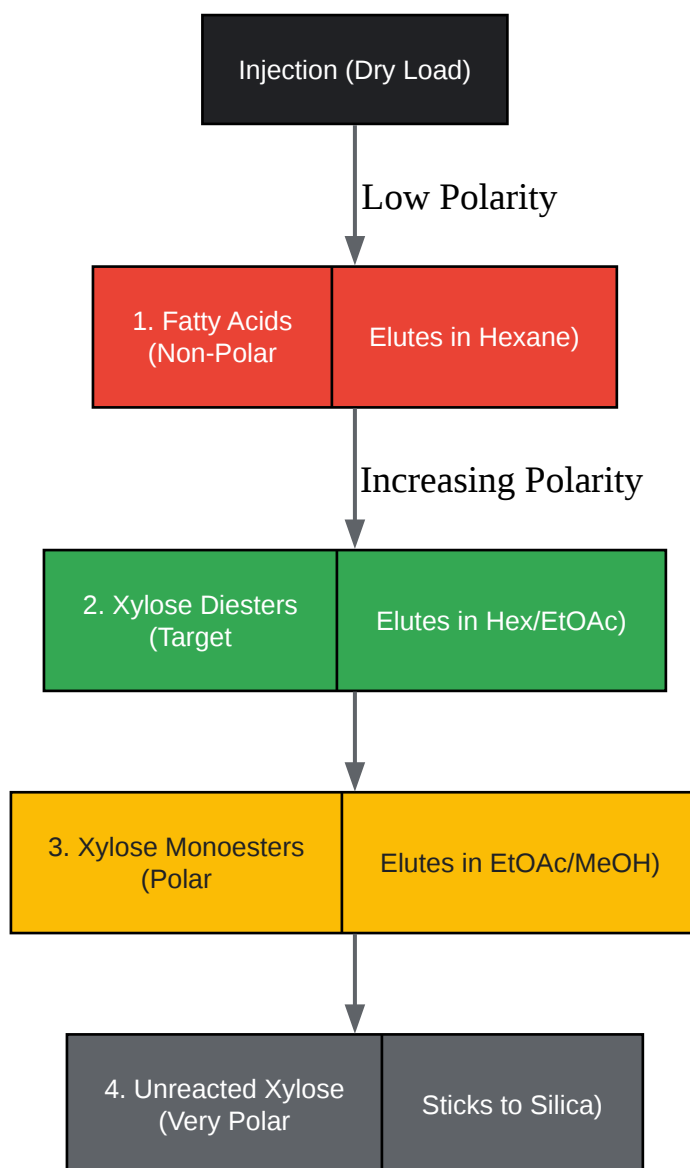 Injection (Dry Load)
Low Polarity
1. Fatty Acids
(Non-Polar
Elutes in Hexane)
Increasing Polarity
2. Xylose Diesters
(Target
Elutes in Hex/EtOAc)
3. Xylose Monoesters
(Polar
Elutes in EtOAc/MeOH)
4. Unreacted Xylose
(Very Polar
Sticks to Silica)